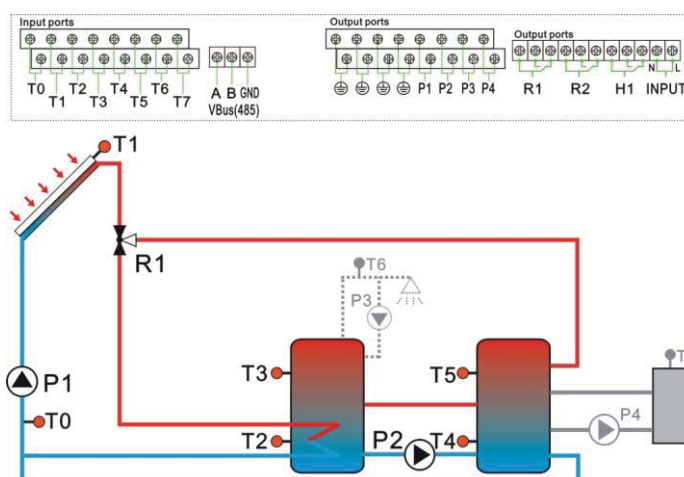 Input ports
T0 T1 T2 T3 T4 T5 T6 T7
A B GND
VBus(485)
Output ports
P1 P2 P3 P4
Output ports
N L
R1 R2 H1 INPUT
T1
R1
T6
P3
T3
T5
T
P1
P4
T0
T2
P2
T4